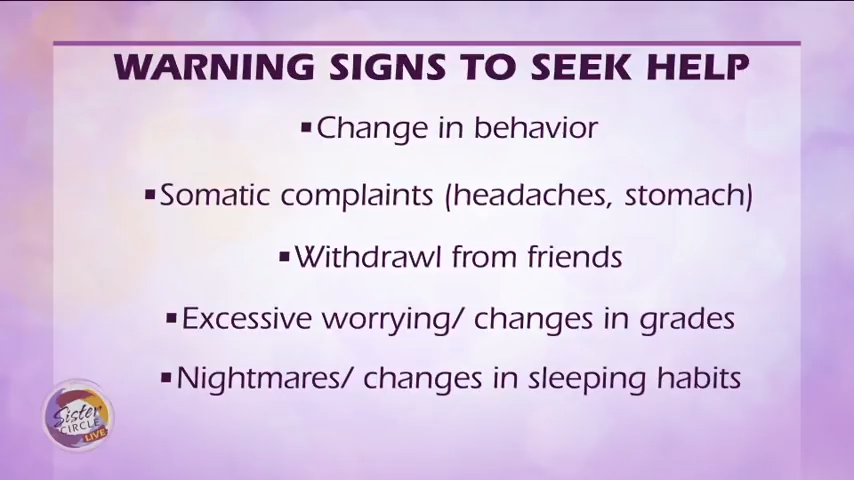 WARNING SIGNS TO SEEK HELP
▪Change in behavior
▪Somatic complaints (headaches, stomach)
▪Withdrawl from friends
▪Excessive worrying/ changes in grades
▪Nightmares/ changes in sleeping habits
Sister
CIRCLE
LIVE